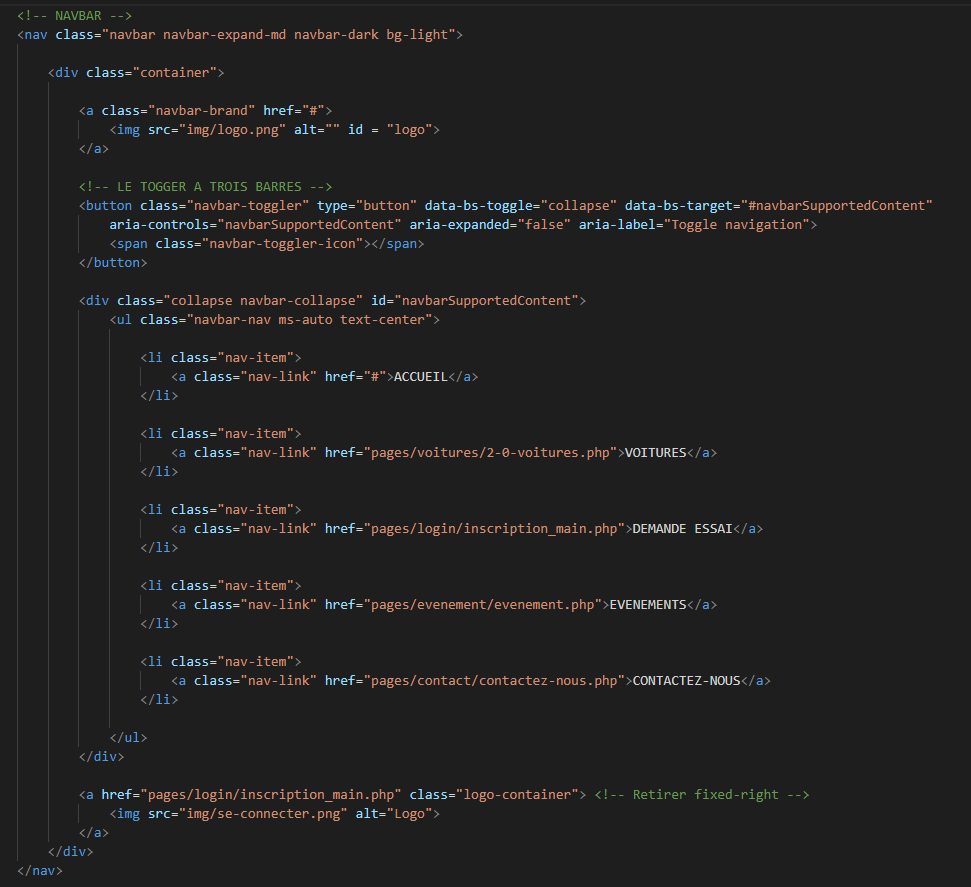 <!-- NAVBAR -->
<nav class="navbar navbar-expand-md navbar-dark bg-light">
<div class="container">
<a class="navbar-brand" href="#">
<img src="img/logo.png" alt="" id = "logo">
</a>
<!-- LE TOGGER A TROIS BARRES -->
<button class="navbar-toggler" type="button" data-bs-toggle="collapse" data-bs-target="#navbarSupportedContent"
aria-controls="navbarSupportedContent" aria-expanded="false" aria-label="Toggle navigation">
<span class="navbar-toggler-icon"></span>
</button>
<div class="collapse navbar-collapse" id="navbarSupportedContent">
<ul class="navbar-nav ms-auto text-center">
<li class="nav-item">
<a class="nav-link" href="#">ACCUEIL</a>
</li>
<li class="nav-item">
<a class="nav-link" href="pages/voitures/2-0-voitures.php">VOITURES</a>
</li>
<li class="nav-item">
<a class="nav-link" href="pages/login/inscription_main.php">DEMANDE ESSAI</a>
</li>
<li class="nav-item">
<a class="nav-link" href="pages/evenement/evenement.php">EVENEMENTS</a>
</li>
<li class="nav-item">
<a class="nav-link" href="pages/contact/contactez-nous.php">CONTACTEZ-NOUS</a>
</li>
</ul>
</div>
<a href="pages/login/inscription_main.php" class="logo-container"> <!-- Retirer fixed-right -->
<img src="img/se-connecter.png" alt="Logo">
</a>
</div>
</nav>